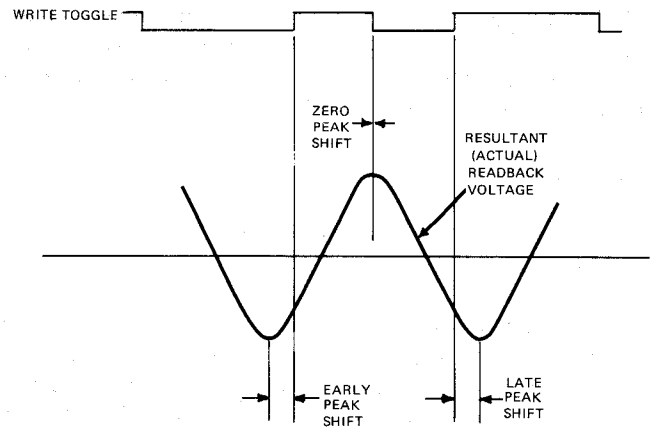 WRITE TOGGLE
ZERO
PEAK
SHIFT
RESULTANT
(ACTUAL)
READBACK
VOLTAGE
EARLY
PEAK
SHIFT
LATE
PEAK
SHIFT